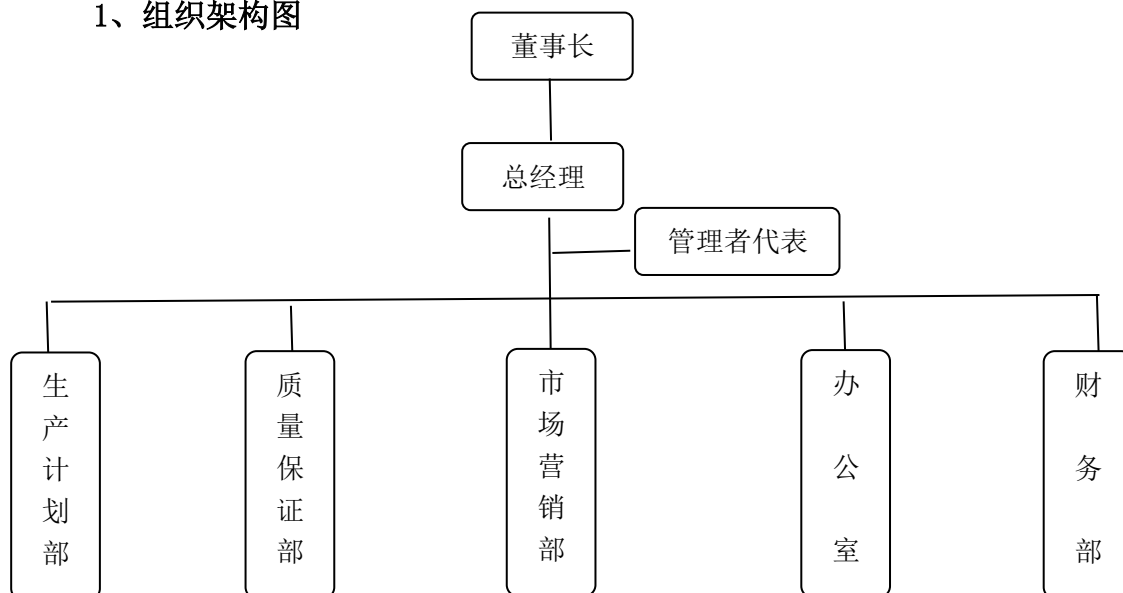 1、组织架构图
董事长
总经理
管理者代表
生产计划部
质量保证部
市场营销部
办公室
财务部